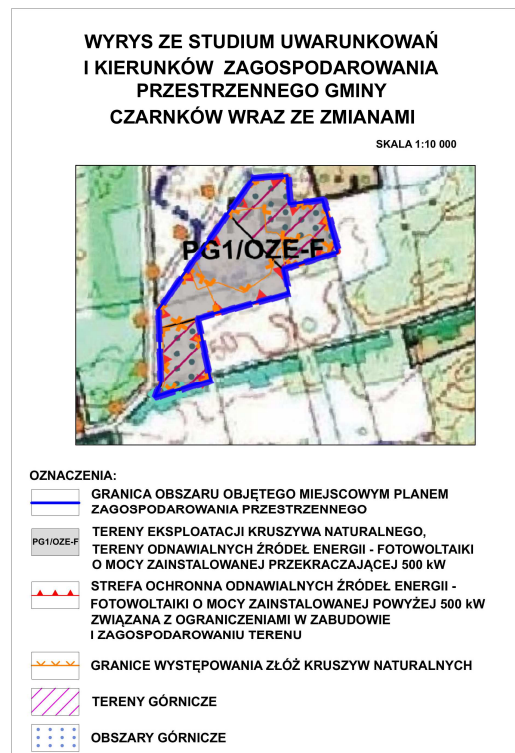 WYRYS ZE STUDIUM UWARUNKOWAŃ
I KIERUNKÓW ZAGOSPODAROWANIA
PRZESTRZENNEGO GMINY
CZARNKÓW WRAZ ZE ZMIANAMI
SKALA 1:10 000
PG1/OZE-F
OZNACZENIA:
GRANICA OBSZARU OBJĘTEGO MIEJSCOWYM PLANEM
ZAGOSPODAROWANIA PRZESTRZENNEGO
PG1/OZE-F
TERENY EKSPLOATACJI KRUSZYWA NATURALNEGO,
TERENY ODNAWIALNYCH ŹRÓDEŁ ENERGII - FOTOWOLTAIKI
O MOCY ZAINSTALOWANEJ PRZEKRACZAJĄCEJ 500 kW
STREFA OCHRONNA ODNAWIALNYCH ŹRÓDEŁ ENERGII -
FOTOWOLTAIKI O MOCY ZAINSTALOWANEJ POWYŻEJ 500 kW
ZWIĄZANA Z OGRANICZENIAMI W ZABUDOWIE
I ZAGOSPODAROWANIU TERENU
GRANICE WYSTĘPOWANIA ZŁÓŻ KRUSZYW NATURALNYCH
TERENY GÓRNICZE
OBSZARY GÓRNICZE